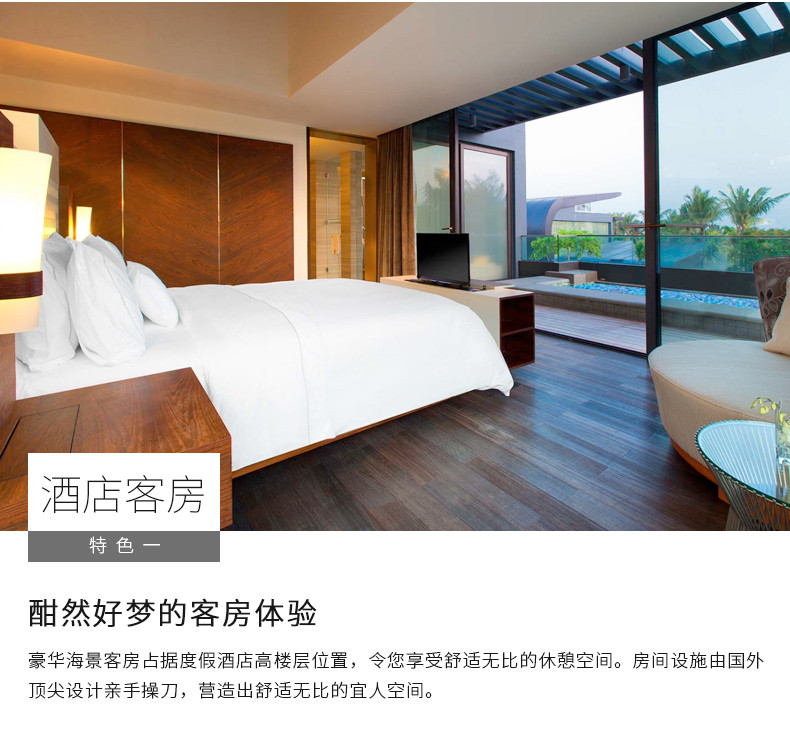 酒店客房
特色一
酣然好梦的客房体验
豪华海景客房占据度假酒店高楼层位置，令您享受舒适无比的休憩空间。房间设施由国外
顶尖设计亲手操刀，营造出舒适无比的宜人空间。